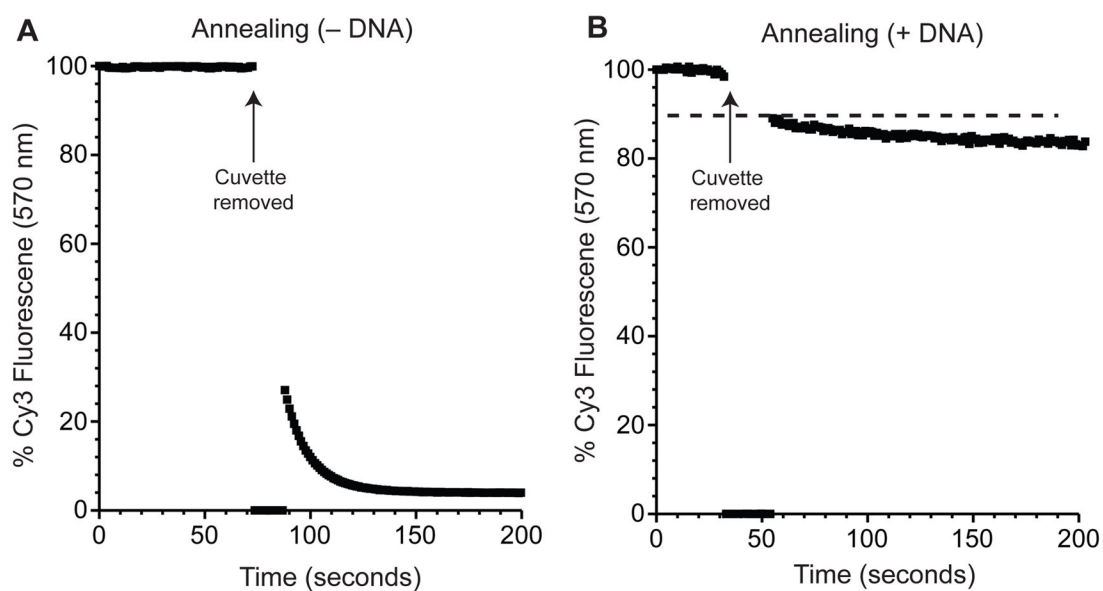 A
Annealing (– DNA)
% Cy3 Fluorescene (570 nm)
100
80
60
40
20
0
Cuvette
removed
0
50
100
150
200
Time (seconds)
B
Annealing (+ DNA)
% Cy3 Fluorescene (570 nm)
100
80
60
40
20
0
Cuvette
removed
0
50
100
150
200
Time (seconds)